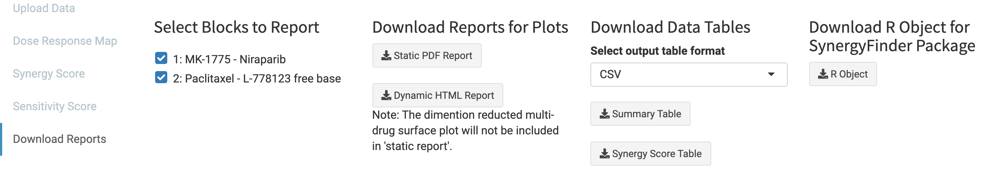 Upload Data
Dose Response Map
Synergy Score
Sensitivity Score
Download Reports
Select Blocks to Report
1: MK-1775 - Niraparib
2: Paclitaxel - L-778123 free base
Download Reports for Plots
Static PDF Report
Dynamic HTML Report
Note: The dimention reducted multi-
drug surface plot will not be included
in 'static report'.
Download Data Tables
Select output table format
CSV
Summary Table
Synergy Score Table
Download R Object for
SynergyFinder Package
R Object